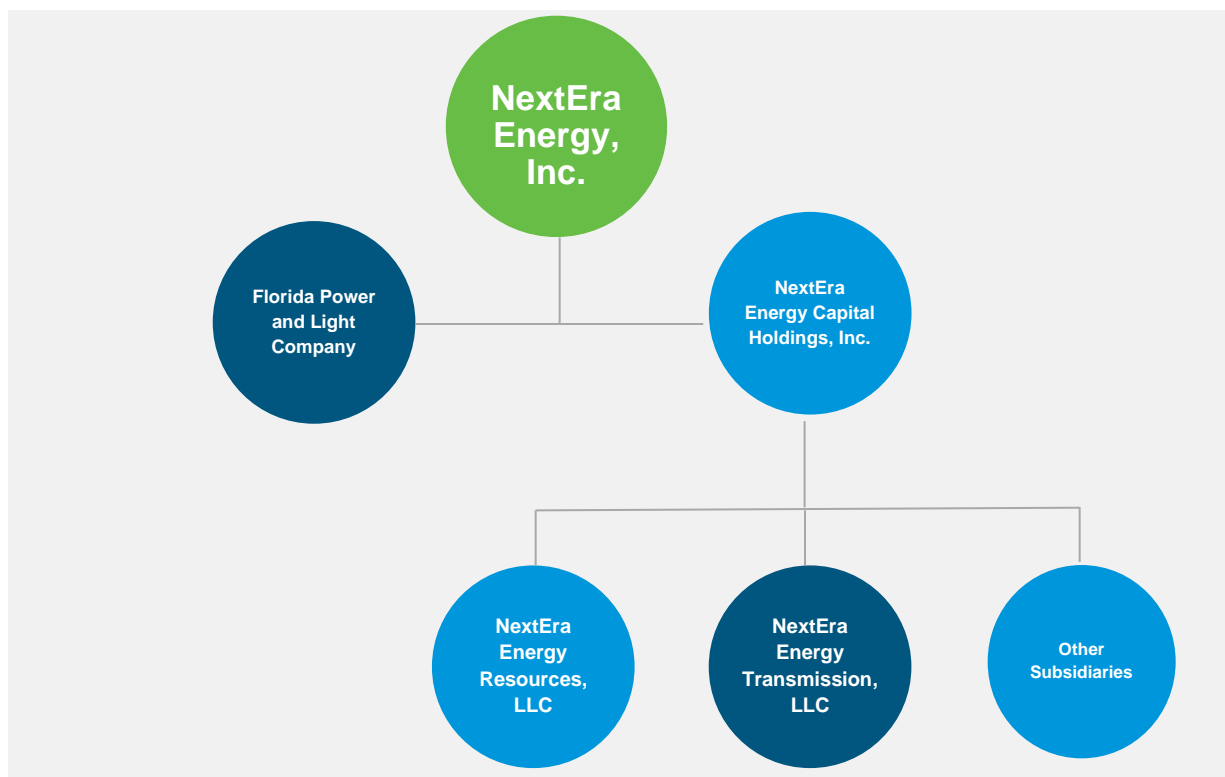 NextEra
Energy,
Inc.
Florida Power
and Light
Company
NextEra
Energy Capital
Holdings, Inc.
NextEra
Energy
Resources,
LLC
NextEra
Energy
Transmission,
LLC
Other
Subsidiaries